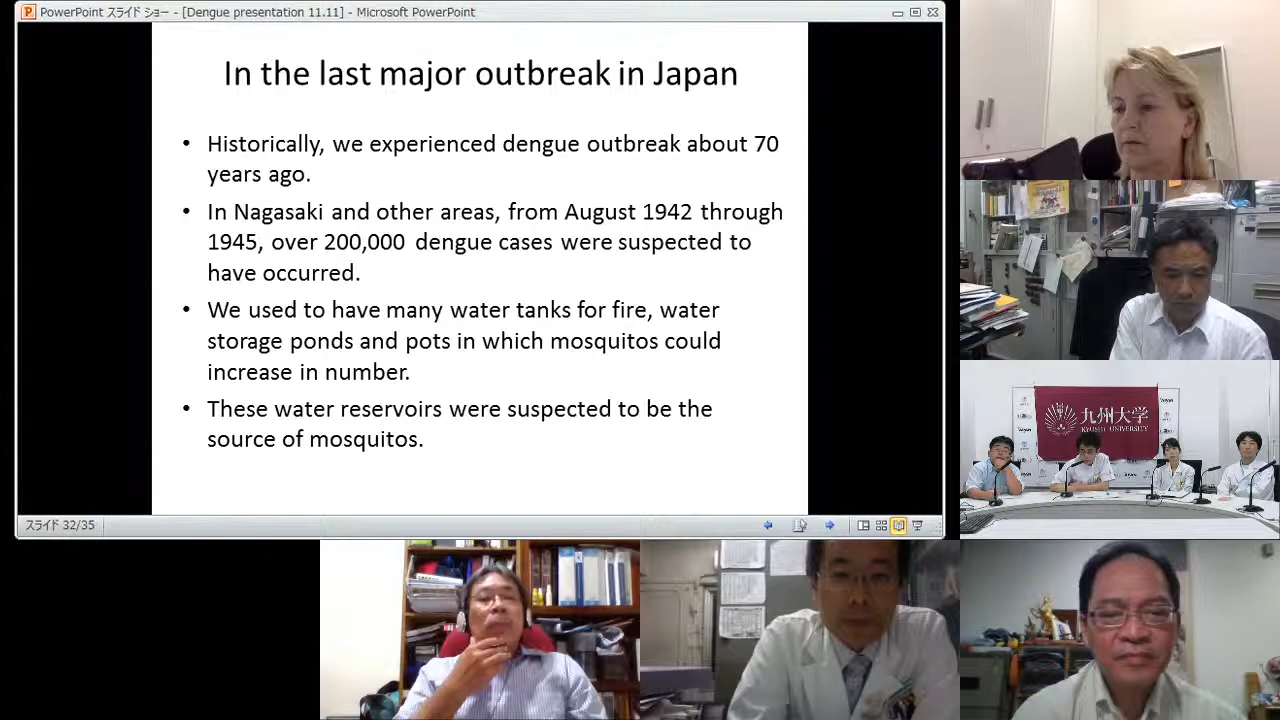 PowerPoint スライド ショー - [Dengue presentation 11.11] - Microsoft PowerPoint
In the last major outbreak in Japan
• Historically, we experienced dengue outbreak about 70
years ago.
• In Nagasaki and other areas, from August 1942 through
1945, over 200,000 dengue cases were suspected to
have occurred.
• We used to have many water tanks for fire, water
storage ponds and pots in which mosquitos could
increase in number.
• These water reservoirs were suspected to be the
source of mosquitos.
スライド 32/35
九州大学
KYUSHU UNIVERSITY